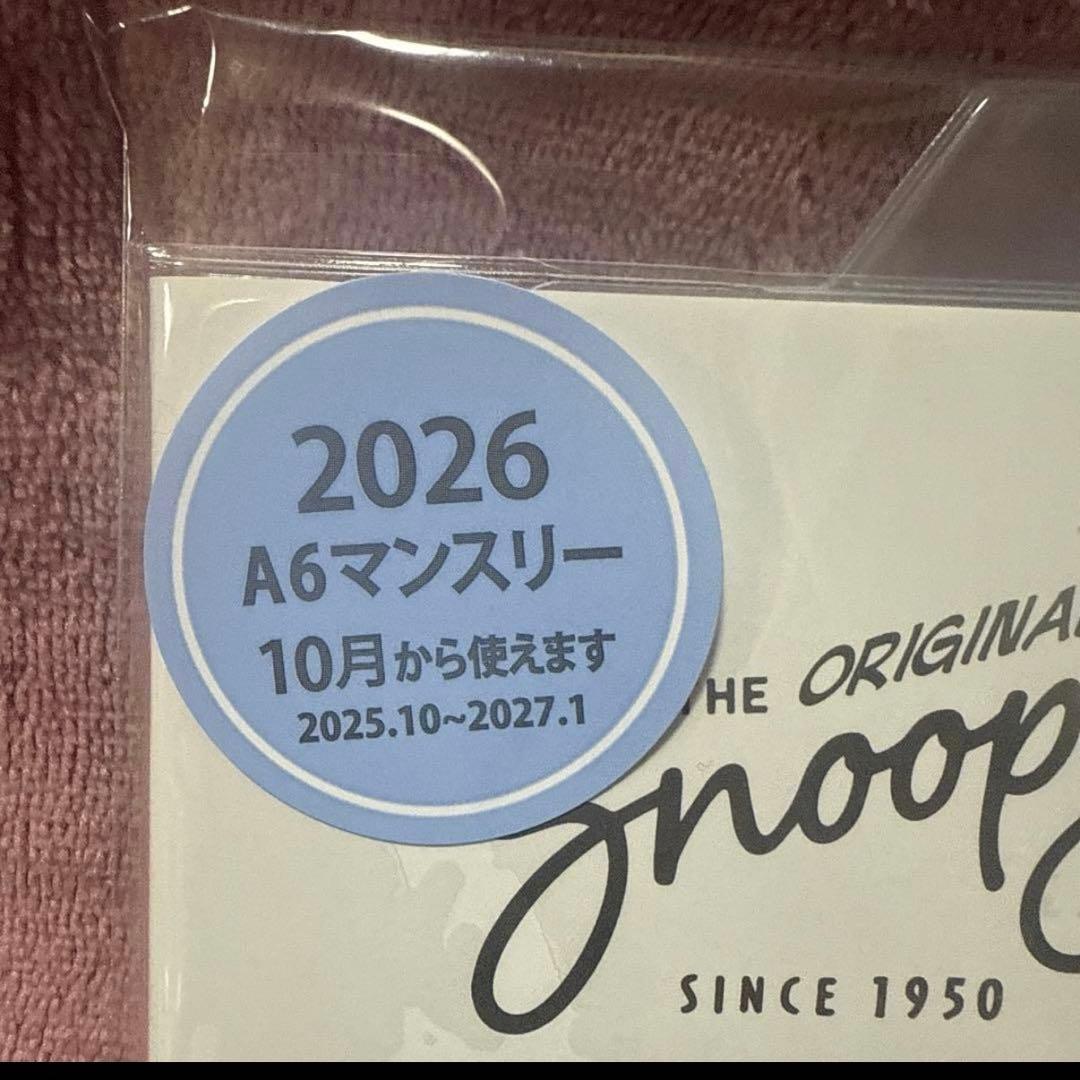 2026
A6マンスリー
10月から使えます
2025.10~2027.1
THE ORIGINAL
Snoopy
SINCE 1950